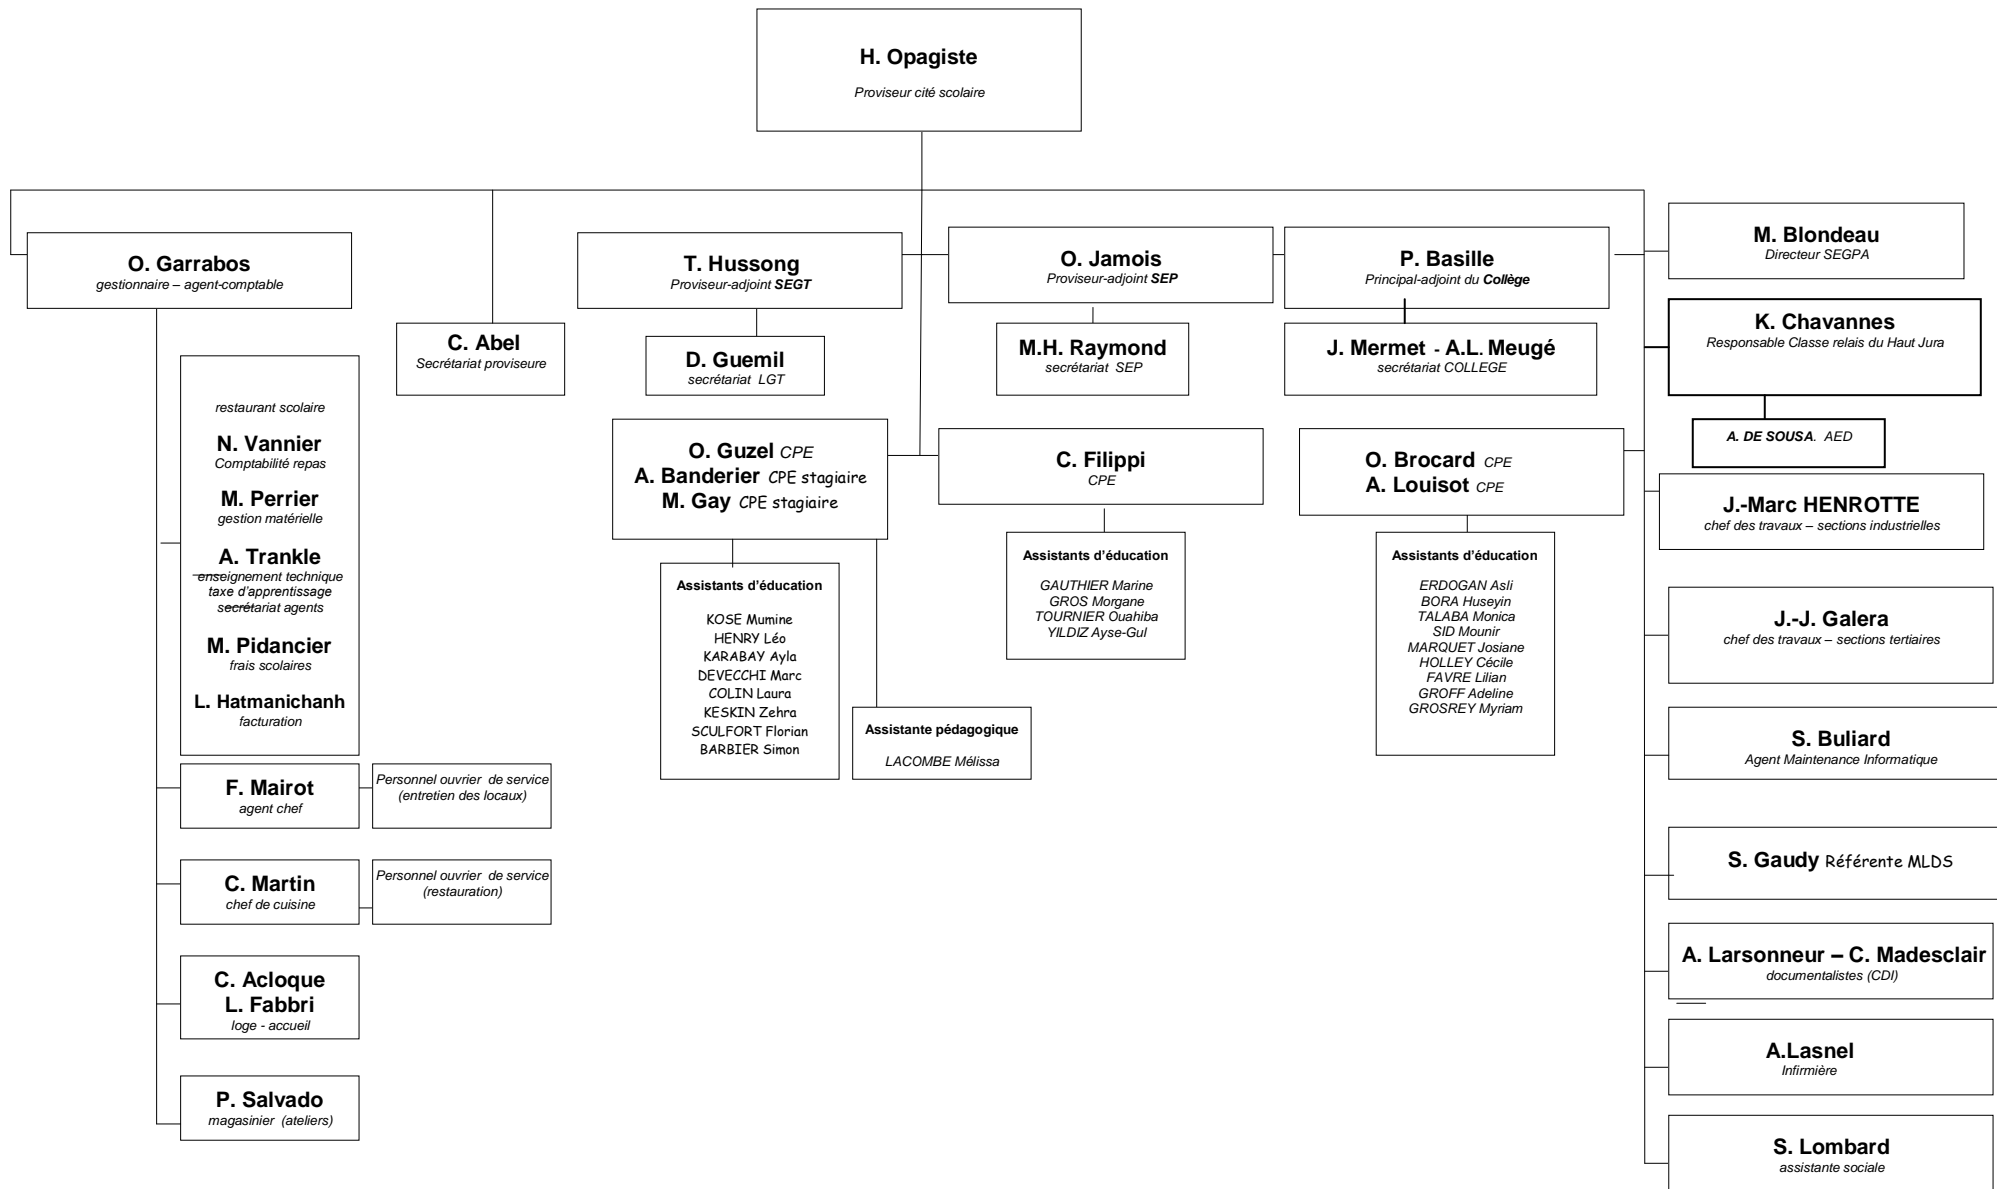 H. Opagiste
Proviseur cité scolaire
O. Garrabos
gestionnaire – agent-comptable
C. Abel
Secrétariat proviseure
T. Hussong
Proviseur-adjoint SEGT
D. Guemil
secrétariat LGT
O. Jamois
Proviseur-adjoint SEP
M.H. Raymond
secrétariat SEP
P. Basille
Principal-adjoint du Collège
J. Mermet - A.L. Meugé
secrétariat COLLEGE
M. Blondeau
Directeur SEGPA
K. Chavannes
Responsable Classe relais du Haut Jura
A. DE SOUSA. AED
restaurant scolaire
N. Vannier
Comptabilité repas
M. Perrier
gestion matérielle
A. Trankle
enseignement technique
taxe d'apprentissage
secrétariat agents
M. Pidancier
frais scolaires
L. Hatmanichanh
facturation
F. Mairot
agent chef
Personnel ouvrier de service
(entretien des locaux)
C. Martin
chef de cuisine
Personnel ouvrier de service
(restauration)
C. Acloque
L. Fabbri
loge - accueil
P. Salvado
magasinier (ateliers)
O. Guzel CPE
A. Banderier CPE stagiaire
M. Gay CPE stagiaire
Assistants d'éducation
KOSE Mumine
HENRY Léo
KARABAY Ayla
DEVECCHI Marc
COLIN Laura
KESKIN Zehra
SCULFORT Florian
BARBIER Simon
Assistante pédagogique
LACOMBE Mélissa
C. Filippi
CPE
Assistants d'éducation
GAUTHIER Marine
GROS Morgane
TOURNIER Ouahiba
YILDIZ Ayse-Gul
O. Brocard CPE
A. Louisot CPE
Assistants d'éducation
ERDOGAN Asli
BORA Huseyin
TALABA Monica
SID Mounir
MARQUET Josiane
HOLLEY Cécile
FAVRE Lilian
GROFF Adeline
GROSREY Myriam
J.-Marc HENROTTE
chef des travaux – sections industrielles
J.-J. Galera
chef des travaux – sections tertiaires
S. Buliard
Agent Maintenance Informatique
S. Gaudy Référente MLDS
A. Larsonneur – C. Madesclair
documentalistes (CDI)
A.Lasnel
Infirmière
S. Lombard
assistante sociale